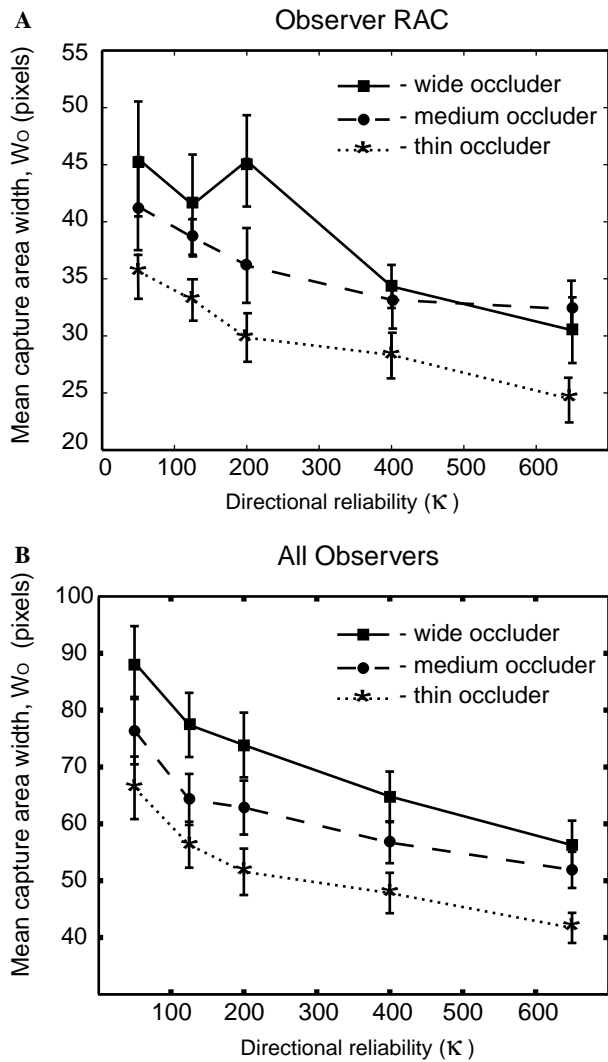 A
Observer RAC
55
50
45
40
35
30
25
20
Mean capture area width, Wo (pixels)
- wide occluder
- medium occluder
- thin occluder
0 100 200 300 400 500 600
Directional reliability (κ)
B
All Observers
100
90
80
70
60
50
40
Mean capture area width, Wo (pixels)
- wide occluder
- medium occluder
- thin occluder
100 200 300 400 500 600
Directional reliability (κ)